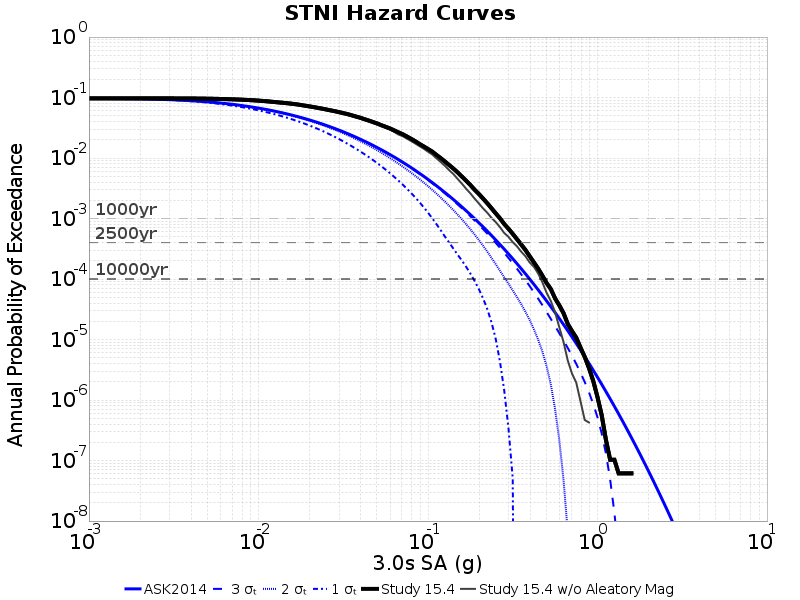 STNI Hazard Curves
Annual Probability of Exceedance
10^0
10^-1
10^-2
10^-3
10^-4
10^-5
10^-6
10^-7
10^-8
1000yr
2500yr
10000yr
10^-3 10^-2 10^-1 10^0 10^1
3.0s SA (g)
ASK2014 3 σₜ 2 σₜ 1 σₜ Study 15.4 Study 15.4 w/o Aleatory Mag